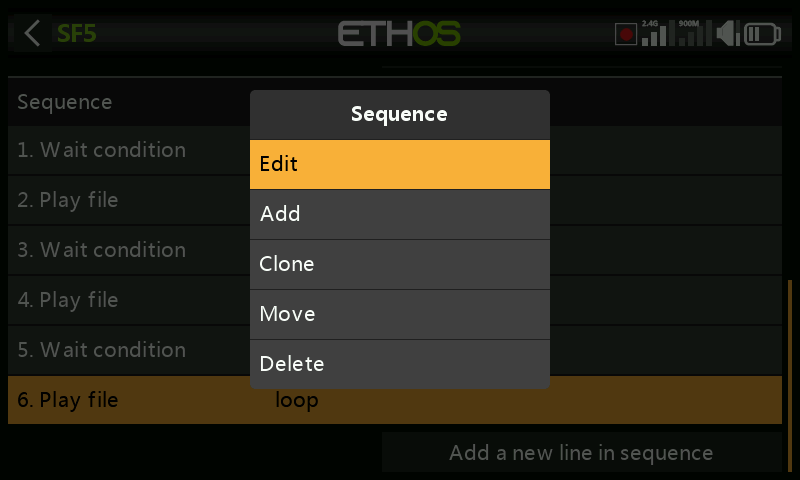 SF5
ETHOS
2.4G
900M
Sequence
1. Wait condition
2. Play file
3. Wait condition
4. Play file
5. Wait condition
6. Play file loop
Add a new line in sequence
Sequence
Edit
Add
Clone
Move
Delete